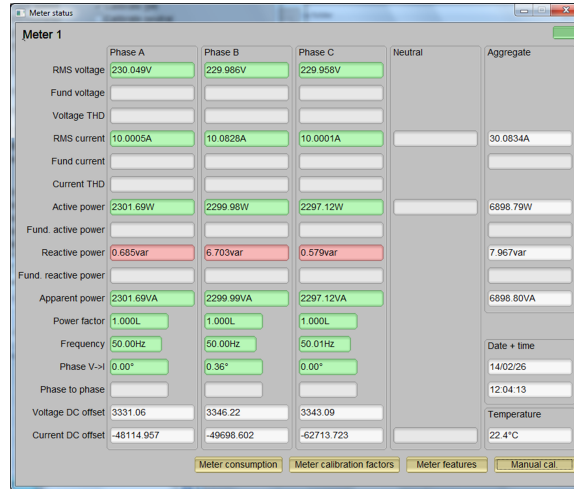 Meter status
Meter 1
Phase A Phase B Phase C Neutral Aggregate
RMS voltage 230.049V 229.986V 229.958V
Fund voltage
Voltage THD
RMS current 10.0005A 10.0828A 10.0001A 30.0834A
Fund current
Current THD
Active power 2301.69W 2299.98W 2297.12W 6898.79W
Fund. active power
Reactive power 0.685var 6.703var 0.579var 7.967var
Fund. reactive power
Apparent power 2301.69VA 2299.99VA 2297.12VA 6898.80VA
Power factor 1.000L 1.000L 1.000L
Frequency 50.00Hz 50.00Hz 50.01Hz Date + time
Phase V->I 0.00° 0.36° 0.00° 14/02/26
Phase to phase 12:04:13
Voltage DC offset 3331.06 3346.22 3343.09 Temperature
Current DC offset -48114.957 -49698.602 -62713.723 22.4°C
Meter consumption Meter calibration factors Meter features Manual cal.